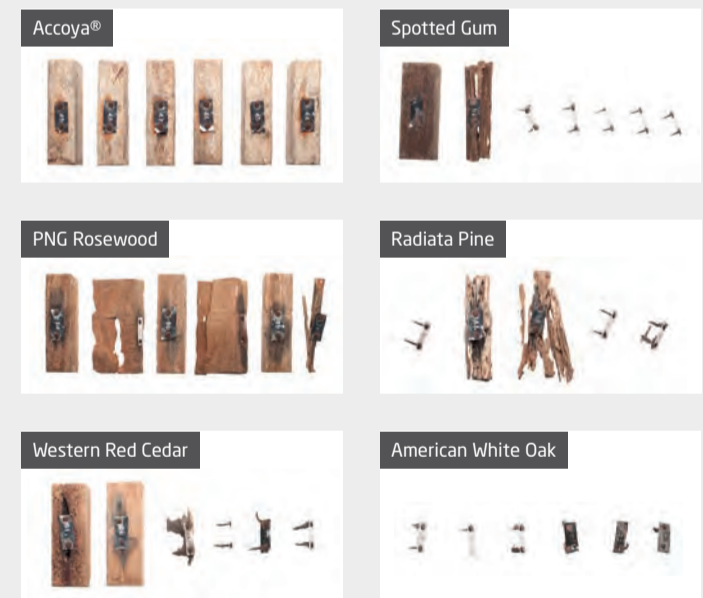 Accoya®
Spotted Gum
PNG Rosewood
Radiata Pine
Western Red Cedar
American White Oak